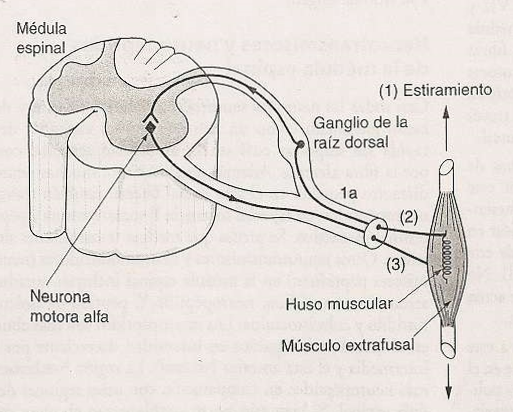 Médula
espinal
(1) Estiramiento
Ganglio de la
raíz dorsal
1a
(2)
(3)
Neurona
motora alfa
Huso muscular
Músculo extrafusal